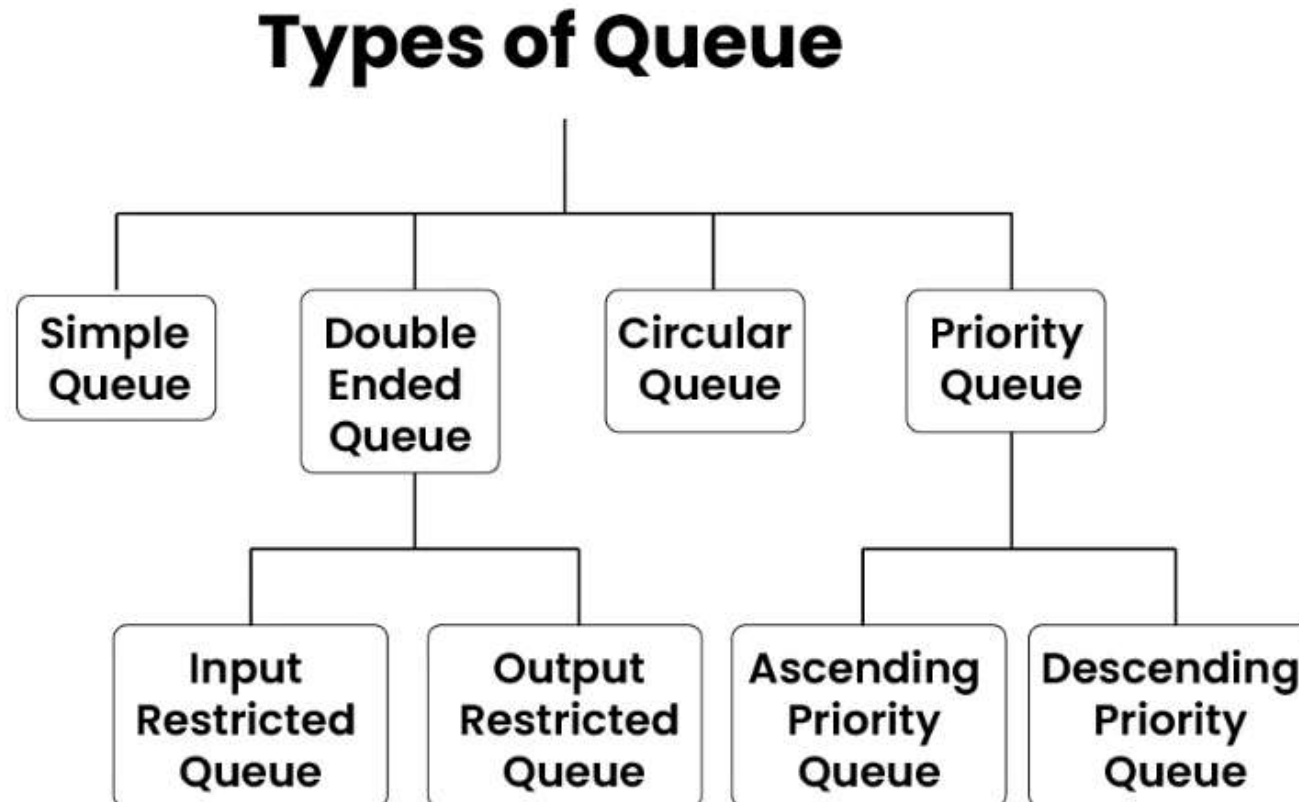 Types of Queue
Simple
Queue
Double
Ended
Queue
Circular
Queue
Priority
Queue
Input
Restricted
Queue
Output
Restricted
Queue
Ascending
Priority
Queue
Descending
Priority
Queue